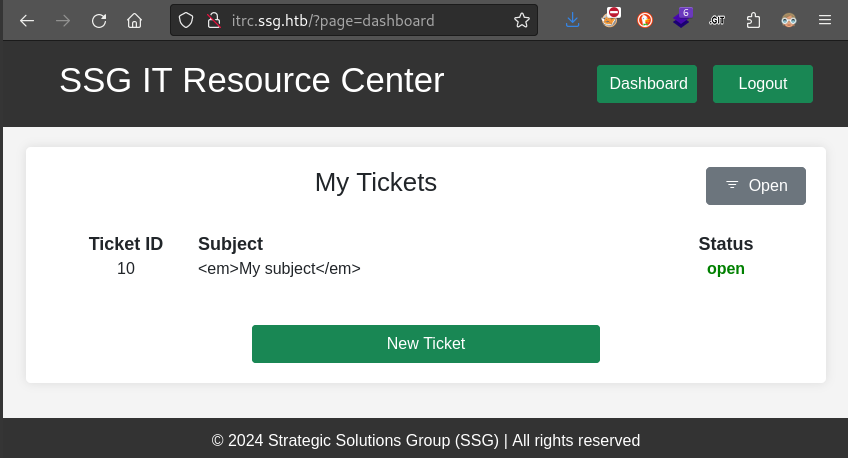 itrc.ssg.htb/?page=dashboard
6
.GIT
SSG IT Resource Center
Dashboard
Logout
My Tickets
Open
Ticket ID Subject Status
10 <em>My subject</em> open
New Ticket
© 2024 Strategic Solutions Group (SSG) | All rights reserved